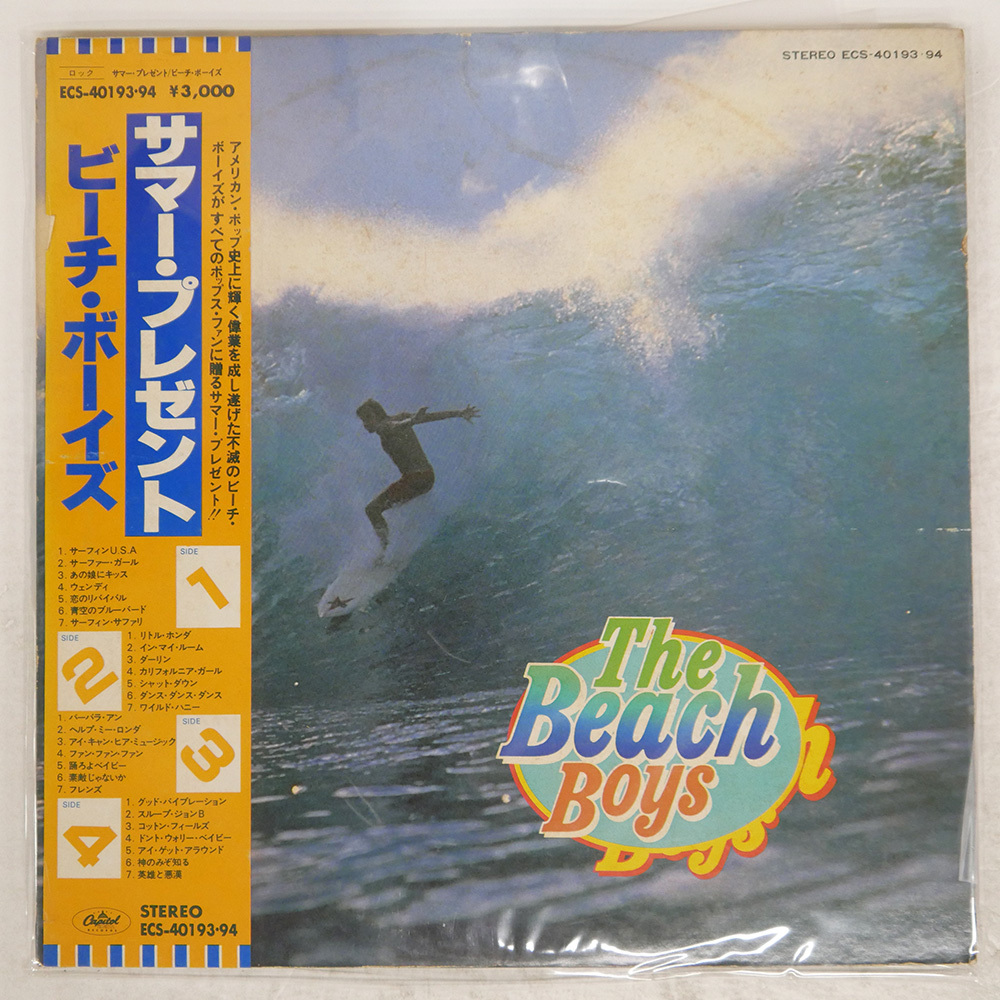 STEREO ECS-40193・94
ロック
サマー・プレゼント/ビーチ・ボーイズ
ECS-40193・94 ¥3,000
サマー・プレゼント
ビーチ・ボーイズ
アメリカン・ポップ史上に輝く偉業を成し遂げた不滅のビーチ・
ボーイズがすべてのポップス・ファンに贈るサマー・プレゼント!!
SIDE
1
1. サーフィンU.S.A
2. サーファー・ガール
3. あの娘にキッス
4. ウェンディ
5. 恋のリバイバル
6. 青空のブルーバード
7. サーフィン・サファリ
SIDE
2
1. リトル・ホンダ
2. イン・マイ・ルーム
3. ダーリン
4. カリフォルニア・ガール
5. シャット・ダウン
6. ダンス・ダンス・ダンス
7. ワイルド・ハニー
SIDE
3
1. バーバラ・アン
2. ヘルプ・ミー・ロンダ
3. アイ・キャン・ヒア・ミュージック
4. ファン・ファン・ファン
5. 踊ろよベイビー
6. 素敵じゃないか
7. フレンズ
SIDE
4
1. グッド・バイブレーション
2. スループ・ジョンB
3. コットン・フィールズ
4. ドント・ウォリー・ベイビー
5. アイ・ゲット・アラウンド
6. 神のみぞ知る
7. 英雄と悪漢
Capitol
RECORDS
STEREO
ECS-40193・94
The
Beach
Boys